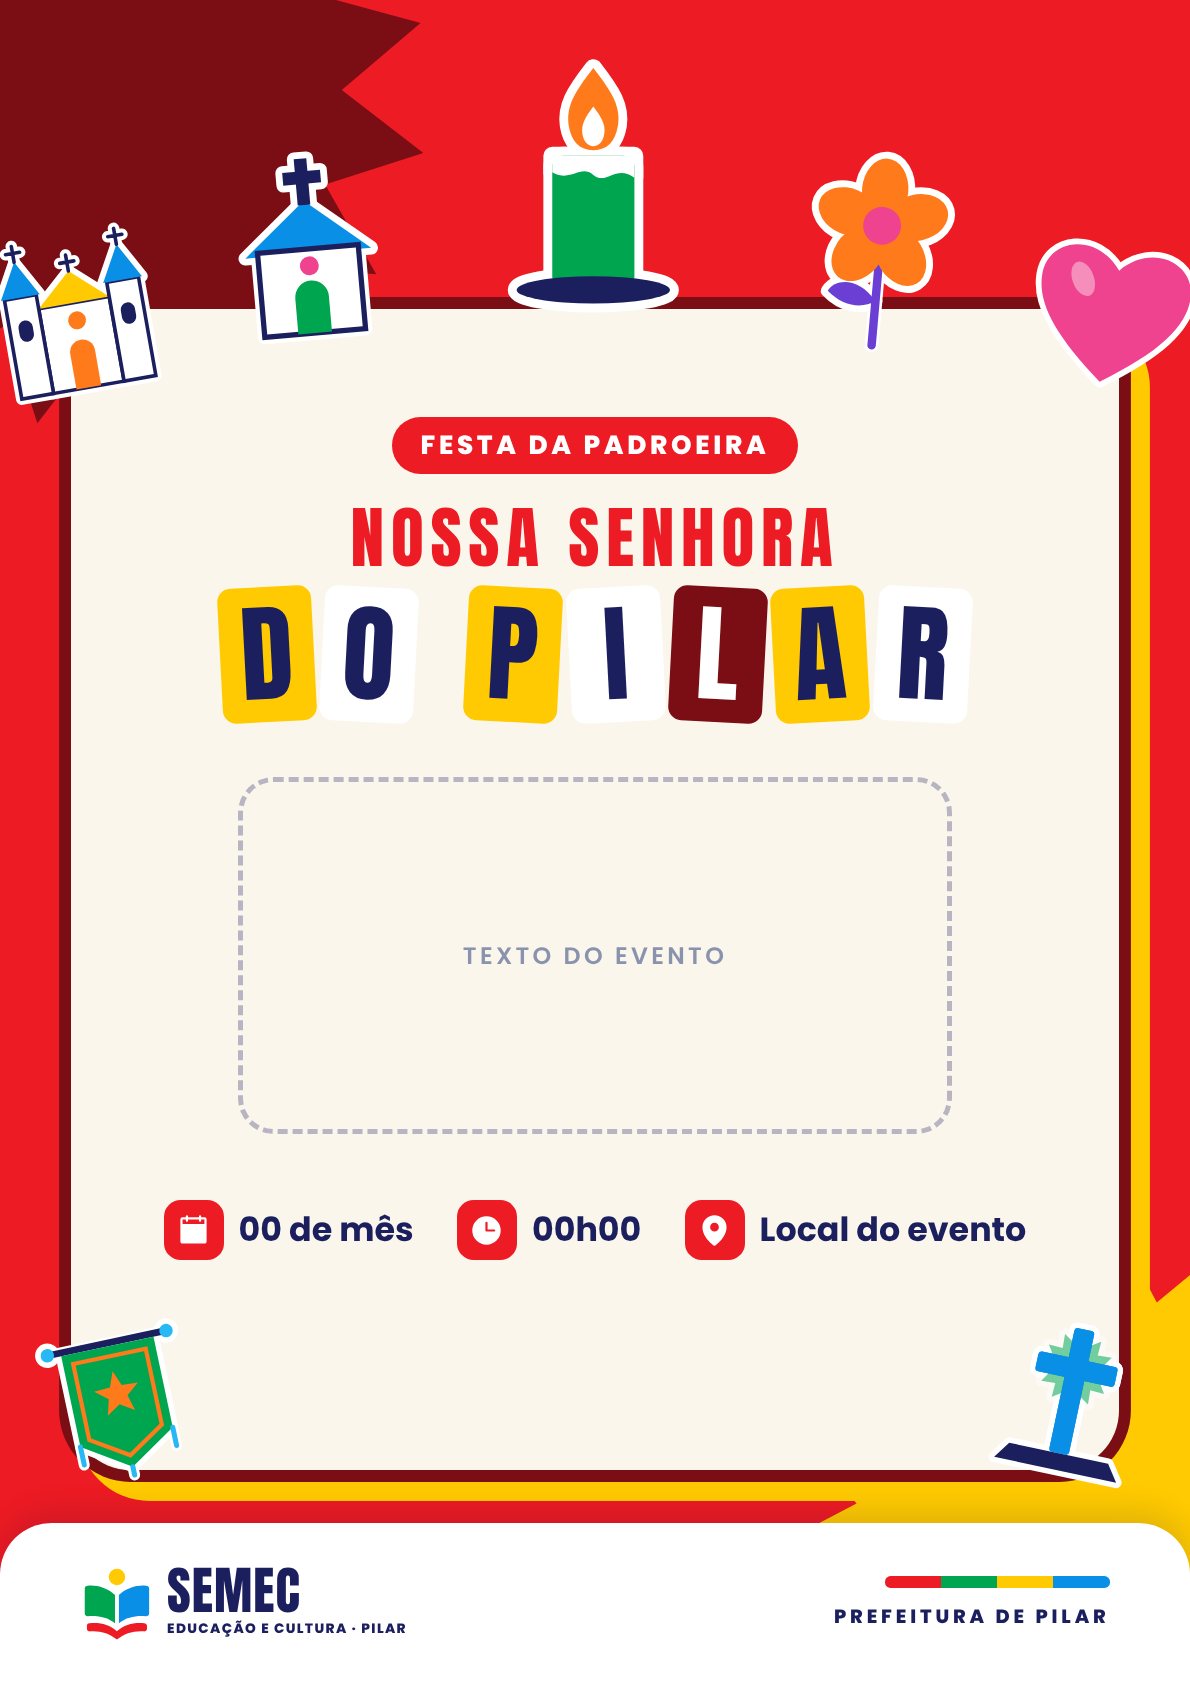 FESTA DA PADROEIRA
NOSSA SENHORA
DO PILAR
TEXTO DO EVENTO
00 de mês
00h00
Local do evento
SEMEC
EDUCAÇÃO E CULTURA · PILAR
PREFEITURA DE PILAR